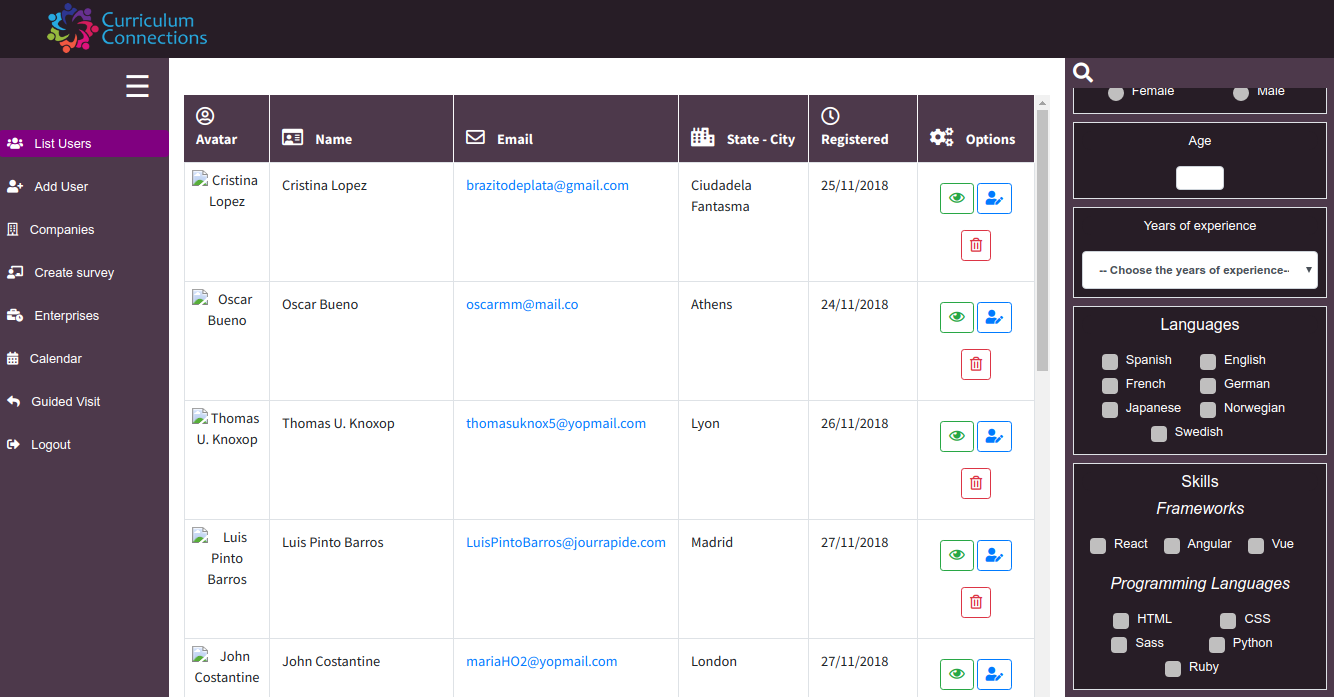 Curriculum
Connections
List Users
Add User
Companies
Create survey
Enterprises
Calendar
Guided Visit
Logout
Avatar Name Email State - City Registered Options
Cristina Lopez Cristina Lopez brazitodeplata@gmail.com Ciudadela Fantasma 25/11/2018
Oscar Bueno Oscar Bueno oscarmm@mail.co Athens 24/11/2018
Thomas U. Knoxop Thomas U. Knoxop thomasuknox5@yopmail.com Lyon 26/11/2018
Luis Pinto Barros Luis Pinto Barros LuisPintoBarros@jourrapide.com Madrid 27/11/2018
John Costantine John Costantine mariaHO2@yopmail.com London 27/11/2018
Female Male
Age
Years of experience
-- Choose the years of experience--
Languages
Spanish English
French German
Japanese Norwegian
Swedish
Skills
Frameworks
React Angular Vue
Programming Languages
HTML CSS
Sass Python
Ruby